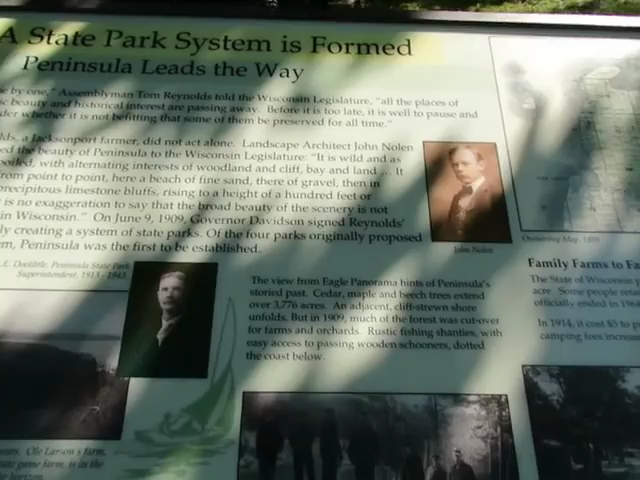 A State Park System is Formed
Peninsula Leads the Way
e by one," Assemblyman Tom Reynolds told the Wisconsin Legislature, "all the places of
c beauty and historical interest are passing away. Before it is too late, it is well to pause and
der whether it is not befitting that some of them be preserved for all time."
lds, a Jacksonport farmer, did not act alone. Landscape Architect John Nolen
ed the beauty of Peninsula to the Wisconsin Legislature: "It is wild and as
poiled, with alternating interests of woodland and cliff, bay and land ... It
from point to point, here a beach of fine sand, there of gravel, then in
precipitous limestone bluffs, rising to a height of a hundred feet or
is no exaggeration to say that the broad beauty of the scenery is not
in Wisconsin." On June 9, 1909, Governor Davidson signed Reynolds'
ly creating a system of state parks. Of the four parks originally proposed
m, Peninsula was the first to be established.
John Nolen
Ownership Map, 1899
.E. Doolittle, Peninsula State Park
Superintendent, 1913 - 1943
The view from Eagle Panorama hints of Peninsula's
storied past. Cedar, maple and beech trees extend
over 3,776 acres. An adjacent, cliff-strewn shore
unfolds. But in 1909, much of the forest was cut-over
for farms and orchards. Rustic fishing shanties, with
easy access to passing wooden schooners, dotted
the coast below.
Family Farms to Fa
The State of Wisconsin p
acre. Some people reta
officially ended in 196
In 1914, it cost $5 to p
camping fees increas
ears. Ole Larson's farm,
state game farm, is on the
horizon.